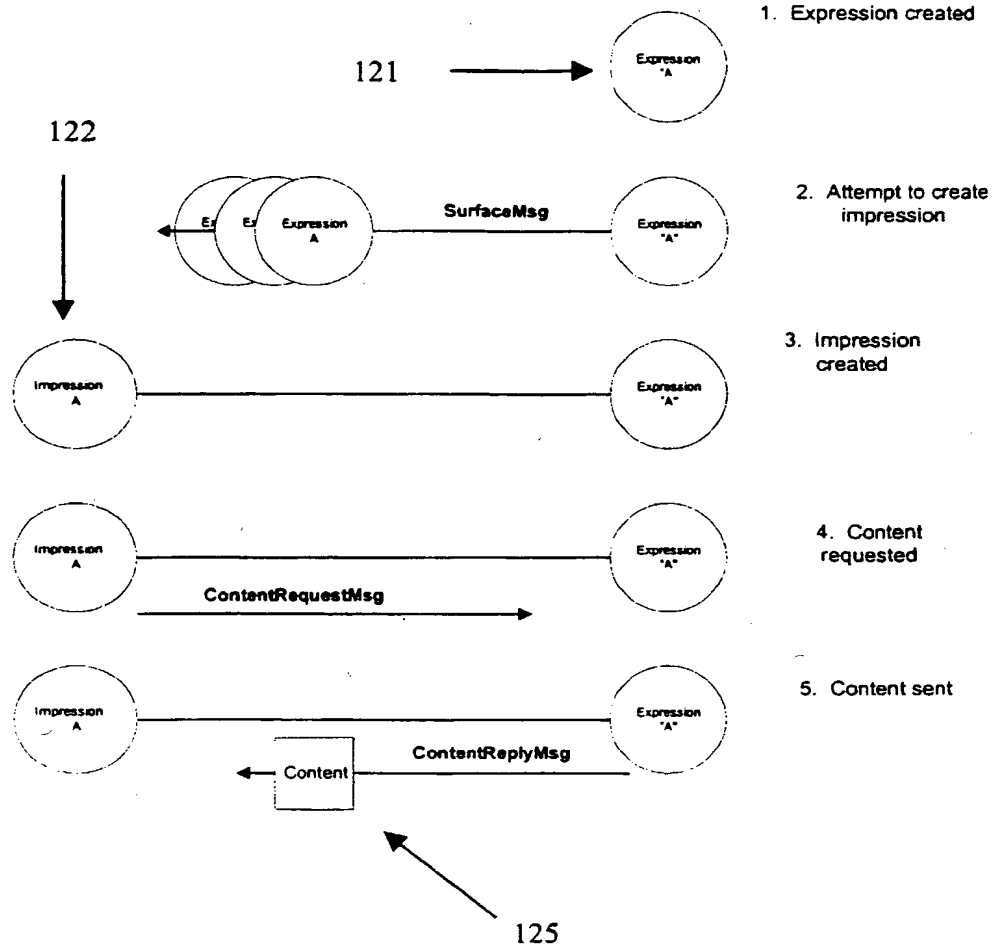 1. Expression created
Expression
"A
121
122
2. Attempt to create
impression
Ex
E
Expression
A
SurfaceMsg
Expression
"A"
3. Impression
created
Impression
A
Expression
"A"
4. Content
requested
Impression
A
Expression
"A"
ContentRequestMsg
5. Content sent
Impression
A
Expression
"A"
ContentReplyMsg
Content
125